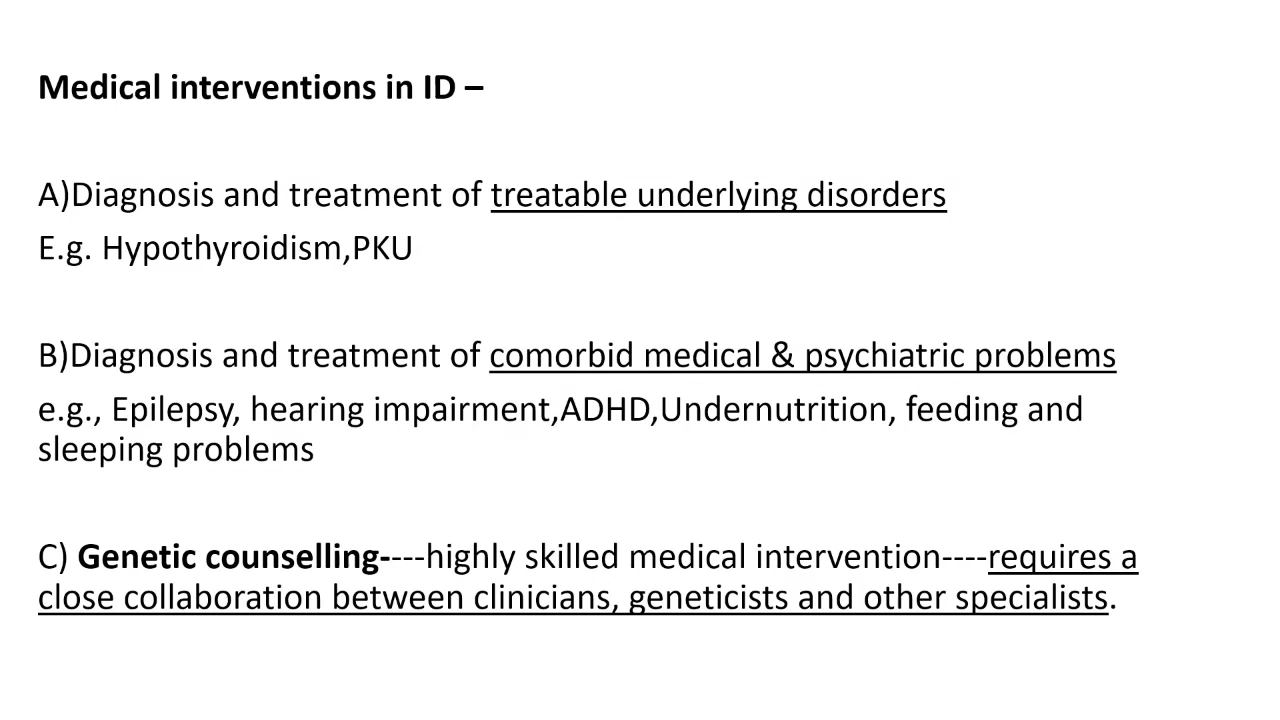 Medical interventions in ID –
A)Diagnosis and treatment of treatable underlying disorders
E.g. Hypothyroidism,PKU
B)Diagnosis and treatment of comorbid medical & psychiatric problems
e.g., Epilepsy, hearing impairment,ADHD,Undernutrition, feeding and
sleeping problems
C) Genetic counselling----highly skilled medical intervention----requires a
close collaboration between clinicians, geneticists and other specialists.